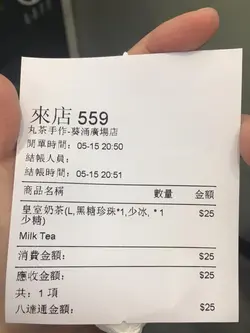 來店 559
丸茶手作-葵涌廣場店
開單時間: 05-15 20:50
結帳人員:
結帳時間: 05-15 20:51
商品名稱 數量 金額
皇室奶茶(L,黑糖珍珠*1,少冰, * 1 $25
少糖)
Milk Tea
消費金額: $25
應收金額: $25
共: 1 項
八達通金額: $25